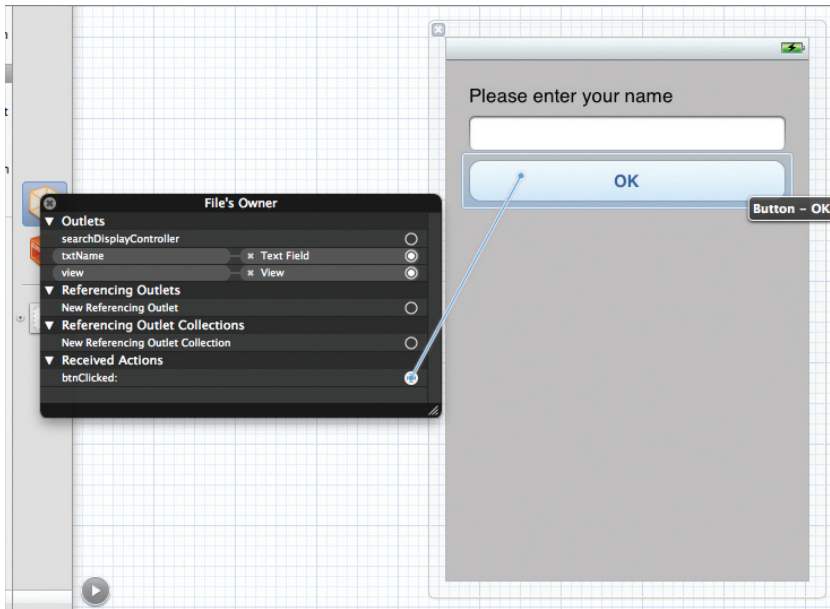 Please enter your name
OK
Button – OK
File's Owner
Outlets
searchDisplayController
txtName Text Field
view View
Referencing Outlets
New Referencing Outlet
Referencing Outlet Collections
New Referencing Outlet Collection
Received Actions
btnClicked: